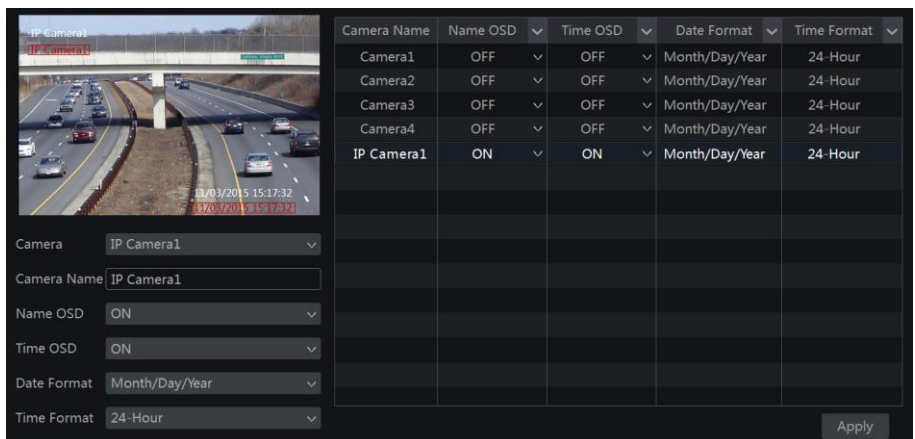 IP Camera1
IP Camera1
11/03/2015 15:17:32
11/03/2015 15:17:32
Camera IP Camera1
Camera Name IP Camera1
Name OSD ON
Time OSD ON
Date Format Month/Day/Year
Time Format 24-Hour
Camera Name Name OSD Time OSD Date Format Time Format
Camera1 OFF OFF Month/Day/Year 24-Hour
Camera2 OFF OFF Month/Day/Year 24-Hour
Camera3 OFF OFF Month/Day/Year 24-Hour
Camera4 OFF OFF Month/Day/Year 24-Hour
IP Camera1 ON ON Month/Day/Year 24-Hour
Apply